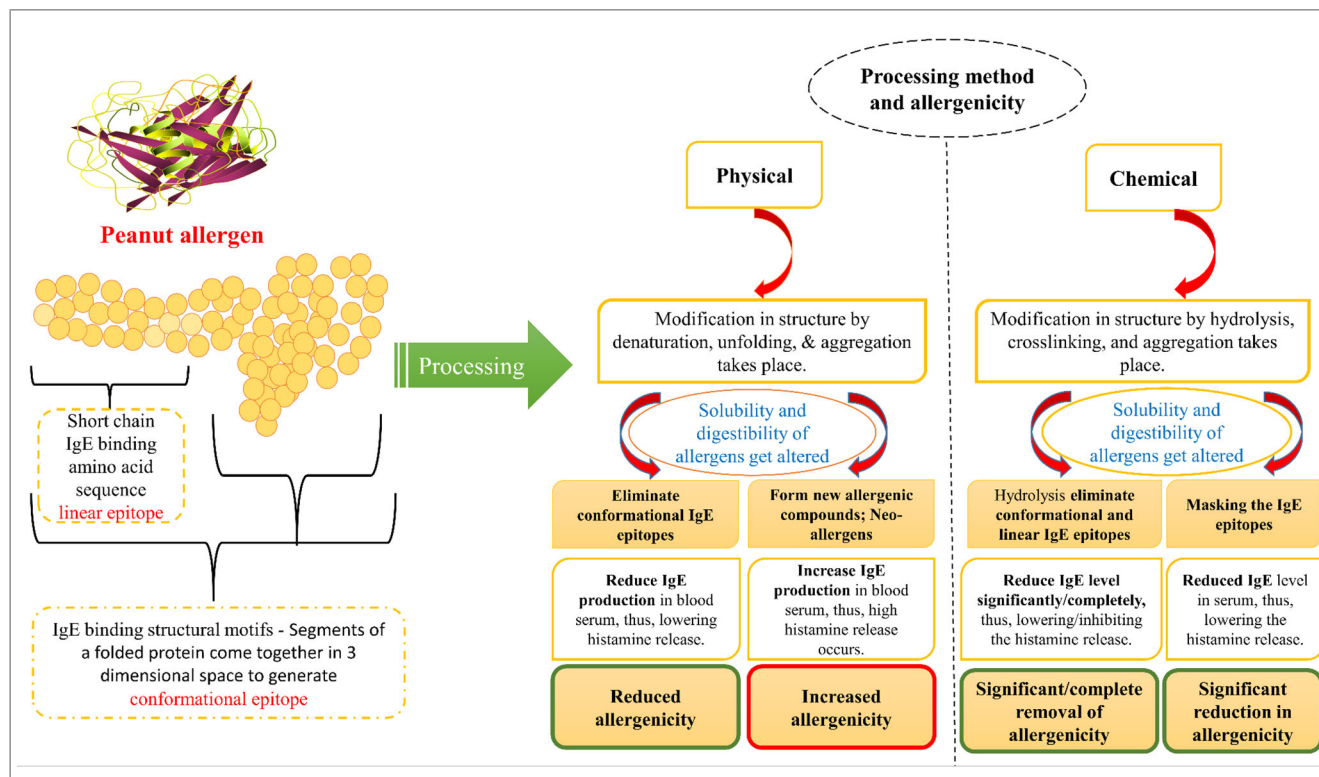 Processing method
and allergenicity
Peanut allergen
Short chain
IgE binding
amino acid
sequence
linear epitope
IgE binding structural motifs - Segments of
a folded protein come together in 3
dimensional space to generate
conformational epitope
Processing
Physical
Modification in structure by
denaturation, unfolding, & aggregation
takes place.
Solubility and
digestibility of
allergens get altered
Eliminate
conformational IgE
epitopes
Form new allergenic
compounds; Neo-
allergens
Reduce IgE
production in blood
serum, thus, lowering
histamine release.
Increase IgE
production in blood
serum, thus, high
histamine release
occurs.
Reduced
allergenicity
Increased
allergenicity
Chemical
Modification in structure by hydrolysis,
crosslinking, and aggregation takes
place.
Solubility and
digestibility of
allergens get altered
Hydrolysis eliminate
conformational and
linear IgE epitopes
Masking the IgE
epitopes
Reduce IgE level
significantly/completely,
thus, lowering/inhibiting
the histamine release.
Reduced IgE level
in serum, thus,
lowering the
histamine release.
Significant/complete
removal of
allergenicity
Significant
reduction in
allergenicity